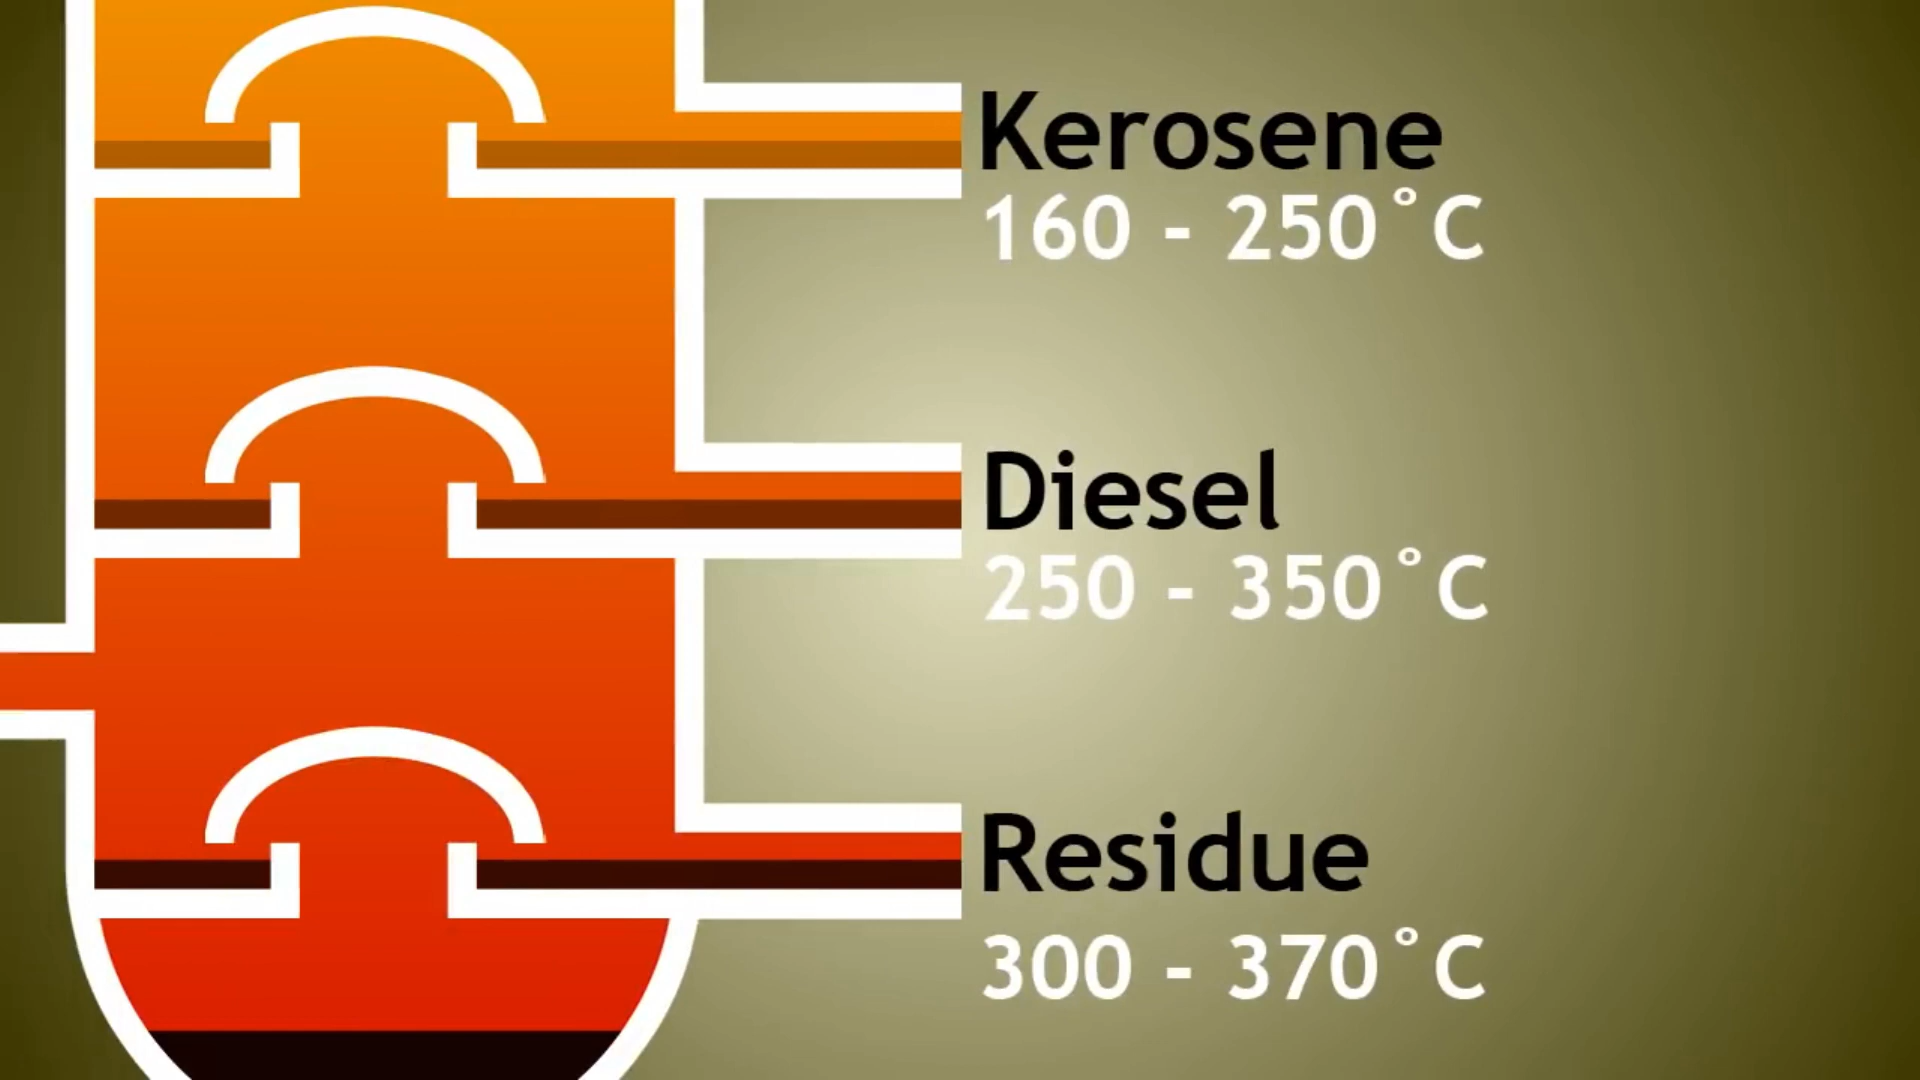 Kerosene
160 - 250°C
Diesel
250 - 350°C
Residue
300 - 370°C